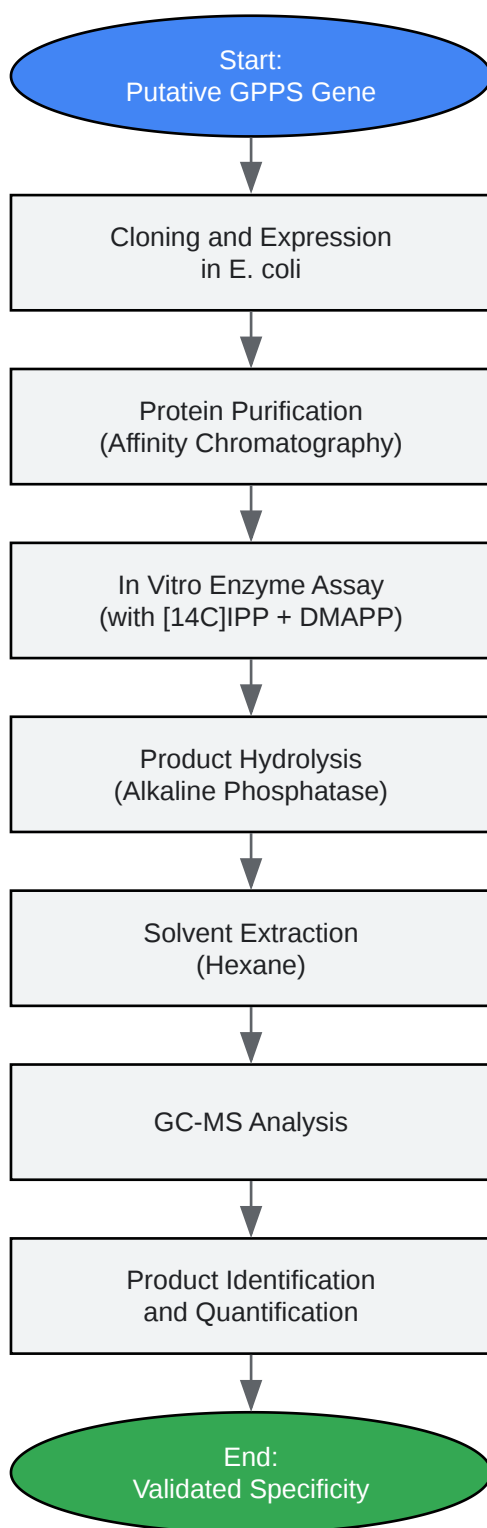 Start:
Putative GPPS Gene
Cloning and Expression
in E. coli
Protein Purification
(Affinity Chromatography)
In Vitro Enzyme Assay
(with [14C]IPP + DMAPP)
Product Hydrolysis
(Alkaline Phosphatase)
Solvent Extraction
(Hexane)
GC-MS Analysis
Product Identification
and Quantification
End:
Validated Specificity